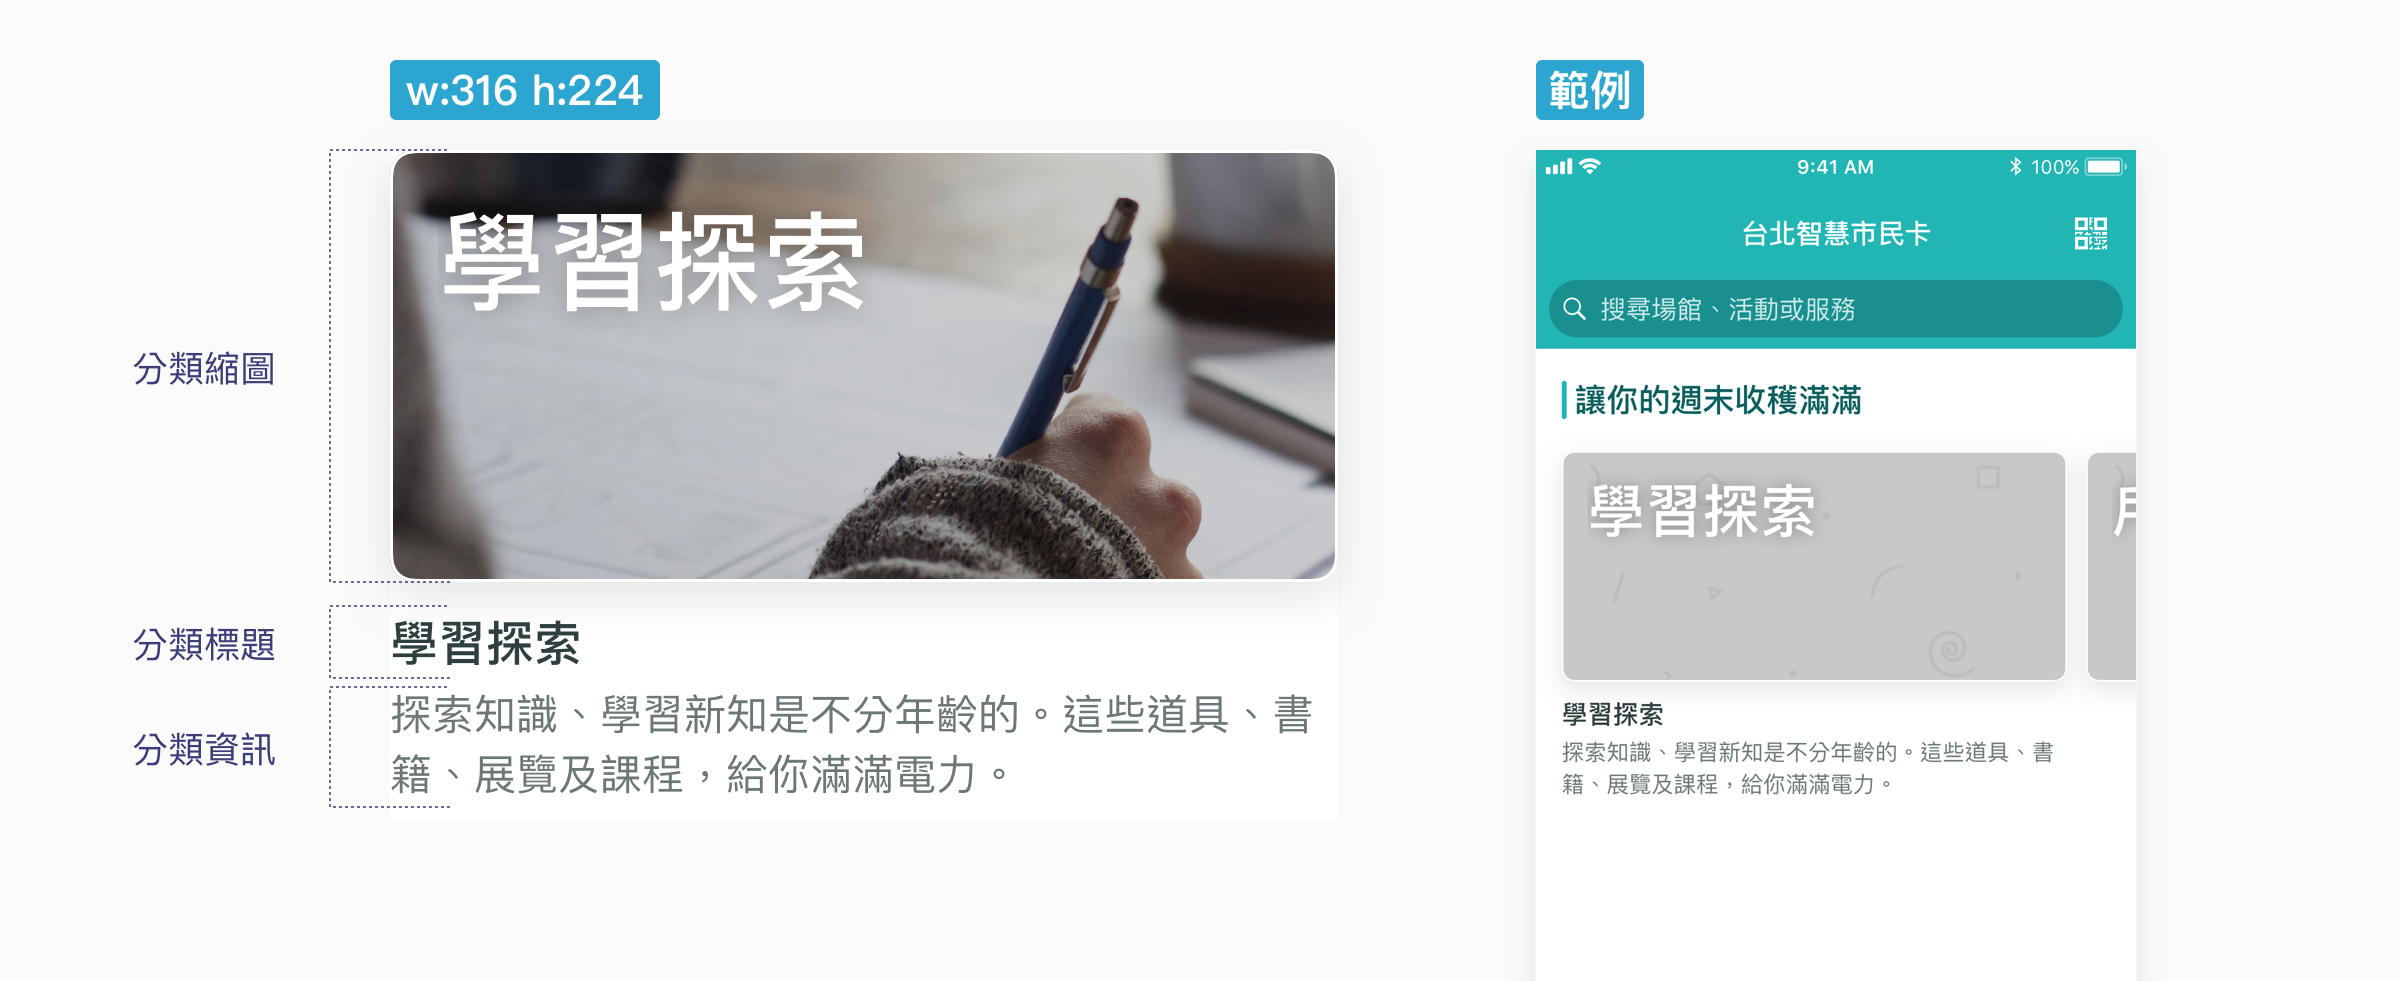 w:316 h:224
學習探索
分類縮圖
分類標題
學習探索
分類資訊
探索知識、學習新知是不分年齡的。這些道具、書
籍、展覽及課程，給你滿滿電力。
範例
9:41 AM
100%
台北智慧市民卡
搜尋場館、活動或服務
讓你的週末收穫滿滿
學習探索
學習探索
探索知識、學習新知是不分年齡的。這些道具、書
籍、展覽及課程，給你滿滿電力。